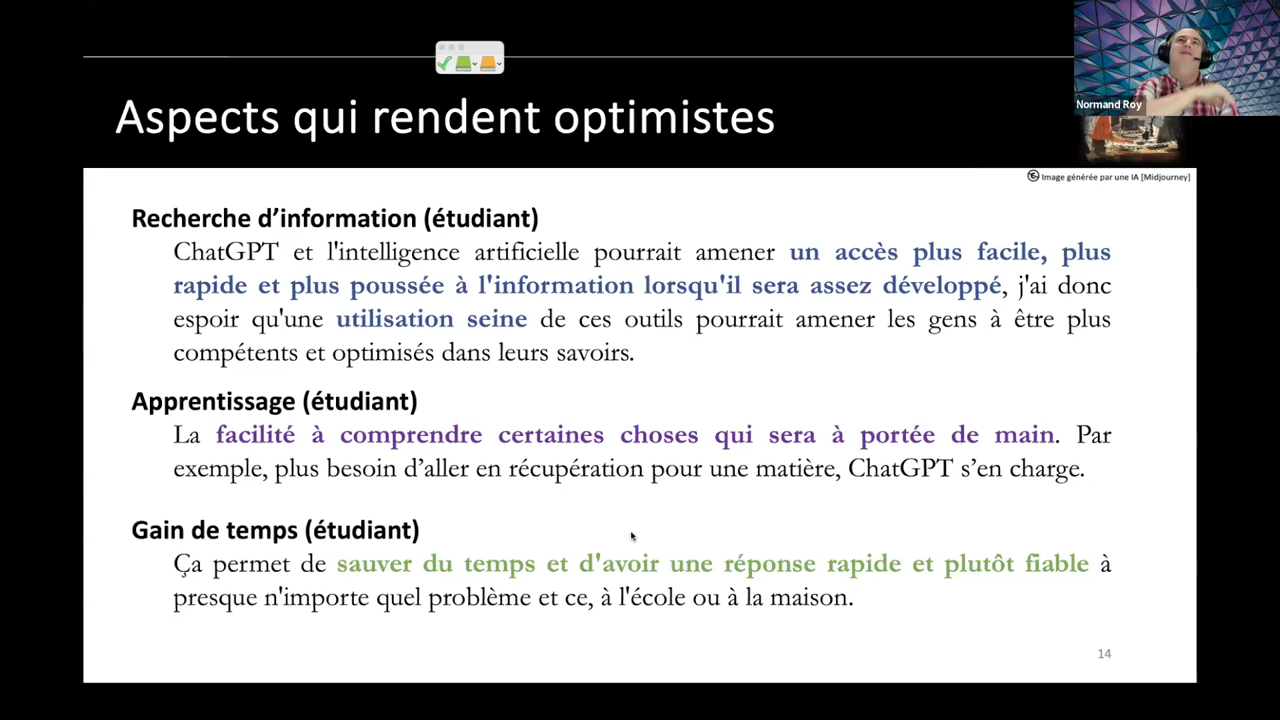 Aspects qui rendent optimistes
Normand Roy
Image générée par une IA [Midjourney]
Recherche d’information (étudiant)
ChatGPT et l'intelligence artificielle pourrait amener un accès plus facile, plus
rapide et plus poussée à l'information lorsqu'il sera assez développé, j'ai donc
espoir qu'une utilisation seine de ces outils pourrait amener les gens à être plus
compétents et optimisés dans leurs savoirs.
Apprentissage (étudiant)
La facilité à comprendre certaines choses qui sera à portée de main. Par
exemple, plus besoin d’aller en récupération pour une matière, ChatGPT s’en charge.
Gain de temps (étudiant)
Ça permet de sauver du temps et d'avoir une réponse rapide et plutôt fiable à
presque n'importe quel problème et ce, à l'école ou à la maison.
14